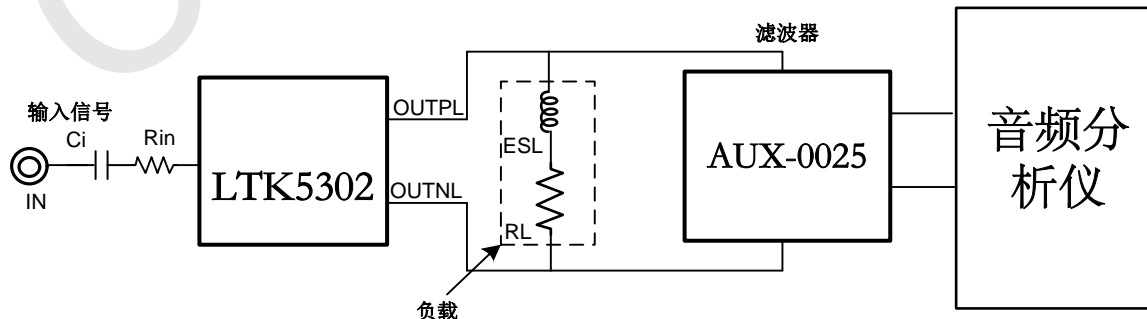 滤波器
输入信号
Ci
Rin
IN
LTK5302
OUTPL
OUTNL
ESL
RL
负载
AUX-0025
音频分
析仪